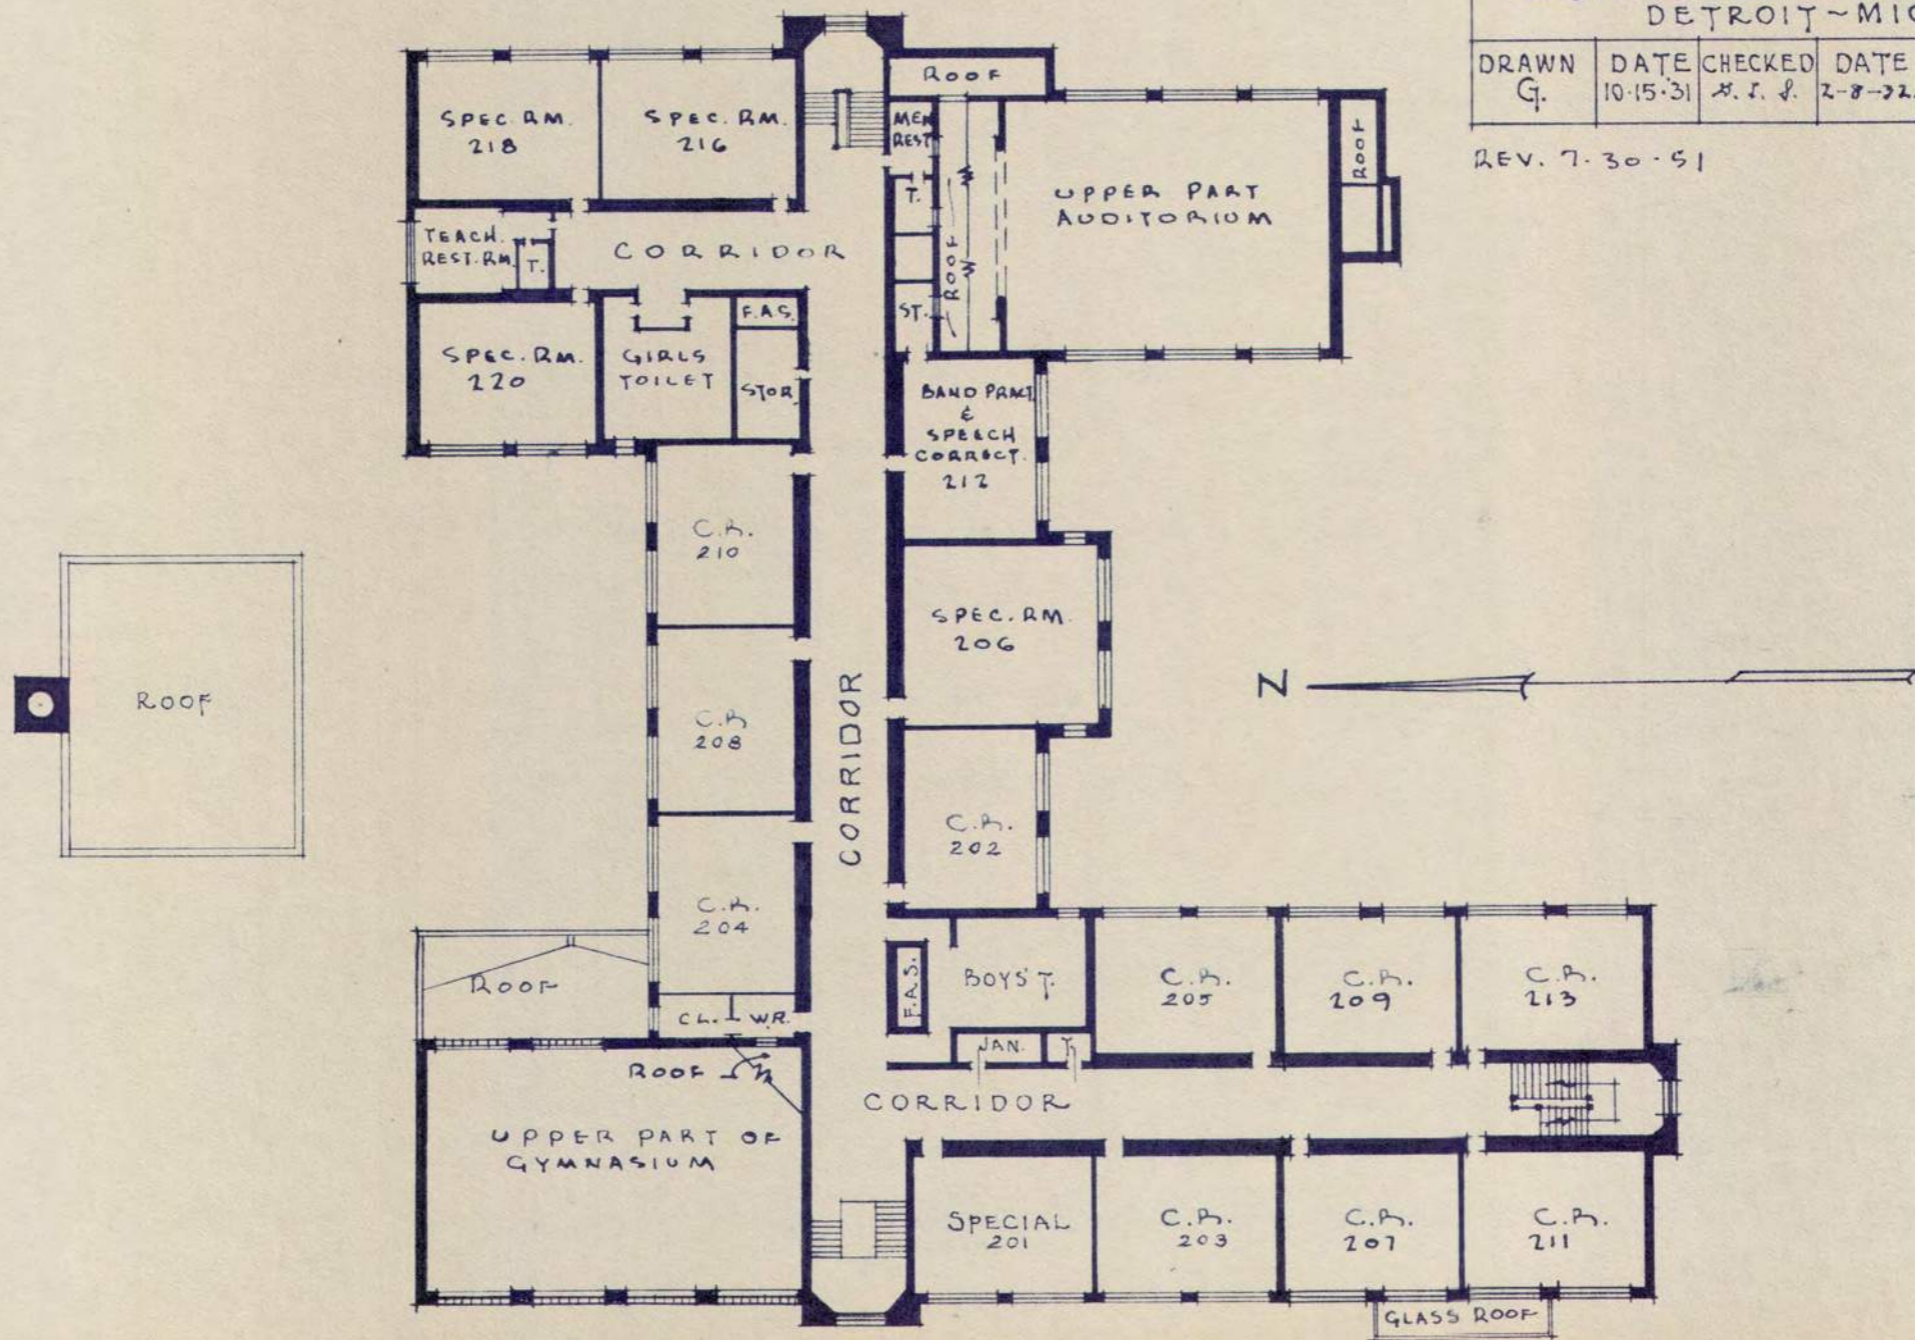 DETROIT~MIC
DRAWN
G.
DATE
10·15·31
CHECKED
DATE
2-8-32
REV. 7·30·51
ROOF
SPEC. RM.
218
SPEC. RM.
216
MEN
REST
T.
ROOF
UPPER PART
AUDITORIUM
ROOF
TEACH.
REST. RM.
T.
CORRIDOR
ST.
F.A.S.
SPEC. RM.
220
GIRLS
TOILET
STOR.
BAND PRACT.
&
SPEECH
CORRECT.
212
C.R.
210
SPEC. RM.
206
ROOF
C.R.
208
CORRIDOR
N
C.R.
202
C.R.
204
ROOF
CL.
W.R.
F.A.S.
BOYS' T.
C.R.
205
C.R.
209
C.R.
213
JAN.
T.
ROOF
CORRIDOR
UPPER PART OF
GYMNASIUM
SPECIAL
201
C.R.
203
C.R.
207
C.R.
211
GLASS ROOF